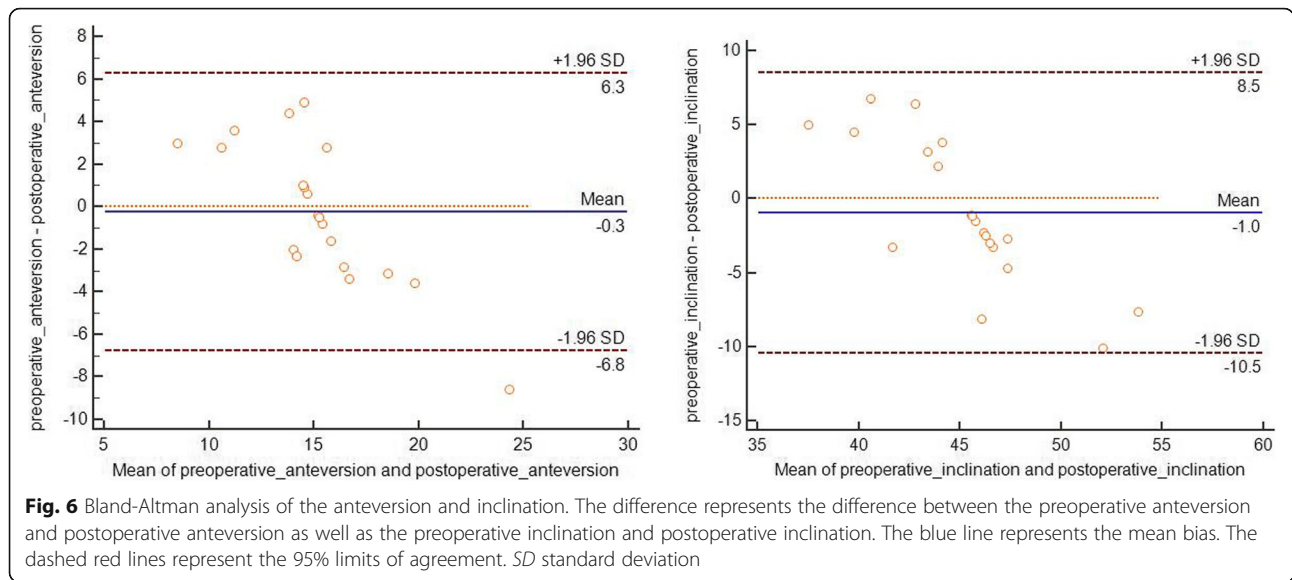 8
6
4
2
0
-2
-4
-6
-8
-10
preoperative_anteversion - postoperative_anteversion
+1.96 SD
6.3
Mean
-0.3
-1.96 SD
-6.8
5
10
15
20
25
30
Mean of preoperative_anteversion and postoperative_anteversion
10
5
0
-5
-10
-15
preoperative_inclination - postoperative_inclination
+1.96 SD
8.5
Mean
-1.0
-1.96 SD
-10.5
35
40
45
50
55
60
Mean of preoperative_inclination and postoperative_inclination
Fig. 6 Bland-Altman analysis of the anteversion and inclination. The difference represents the difference between the preoperative anteversion
and postoperative anteversion as well as the preoperative inclination and postoperative inclination. The blue line represents the mean bias. The
dashed red lines represent the 95% limits of agreement. SD standard deviation